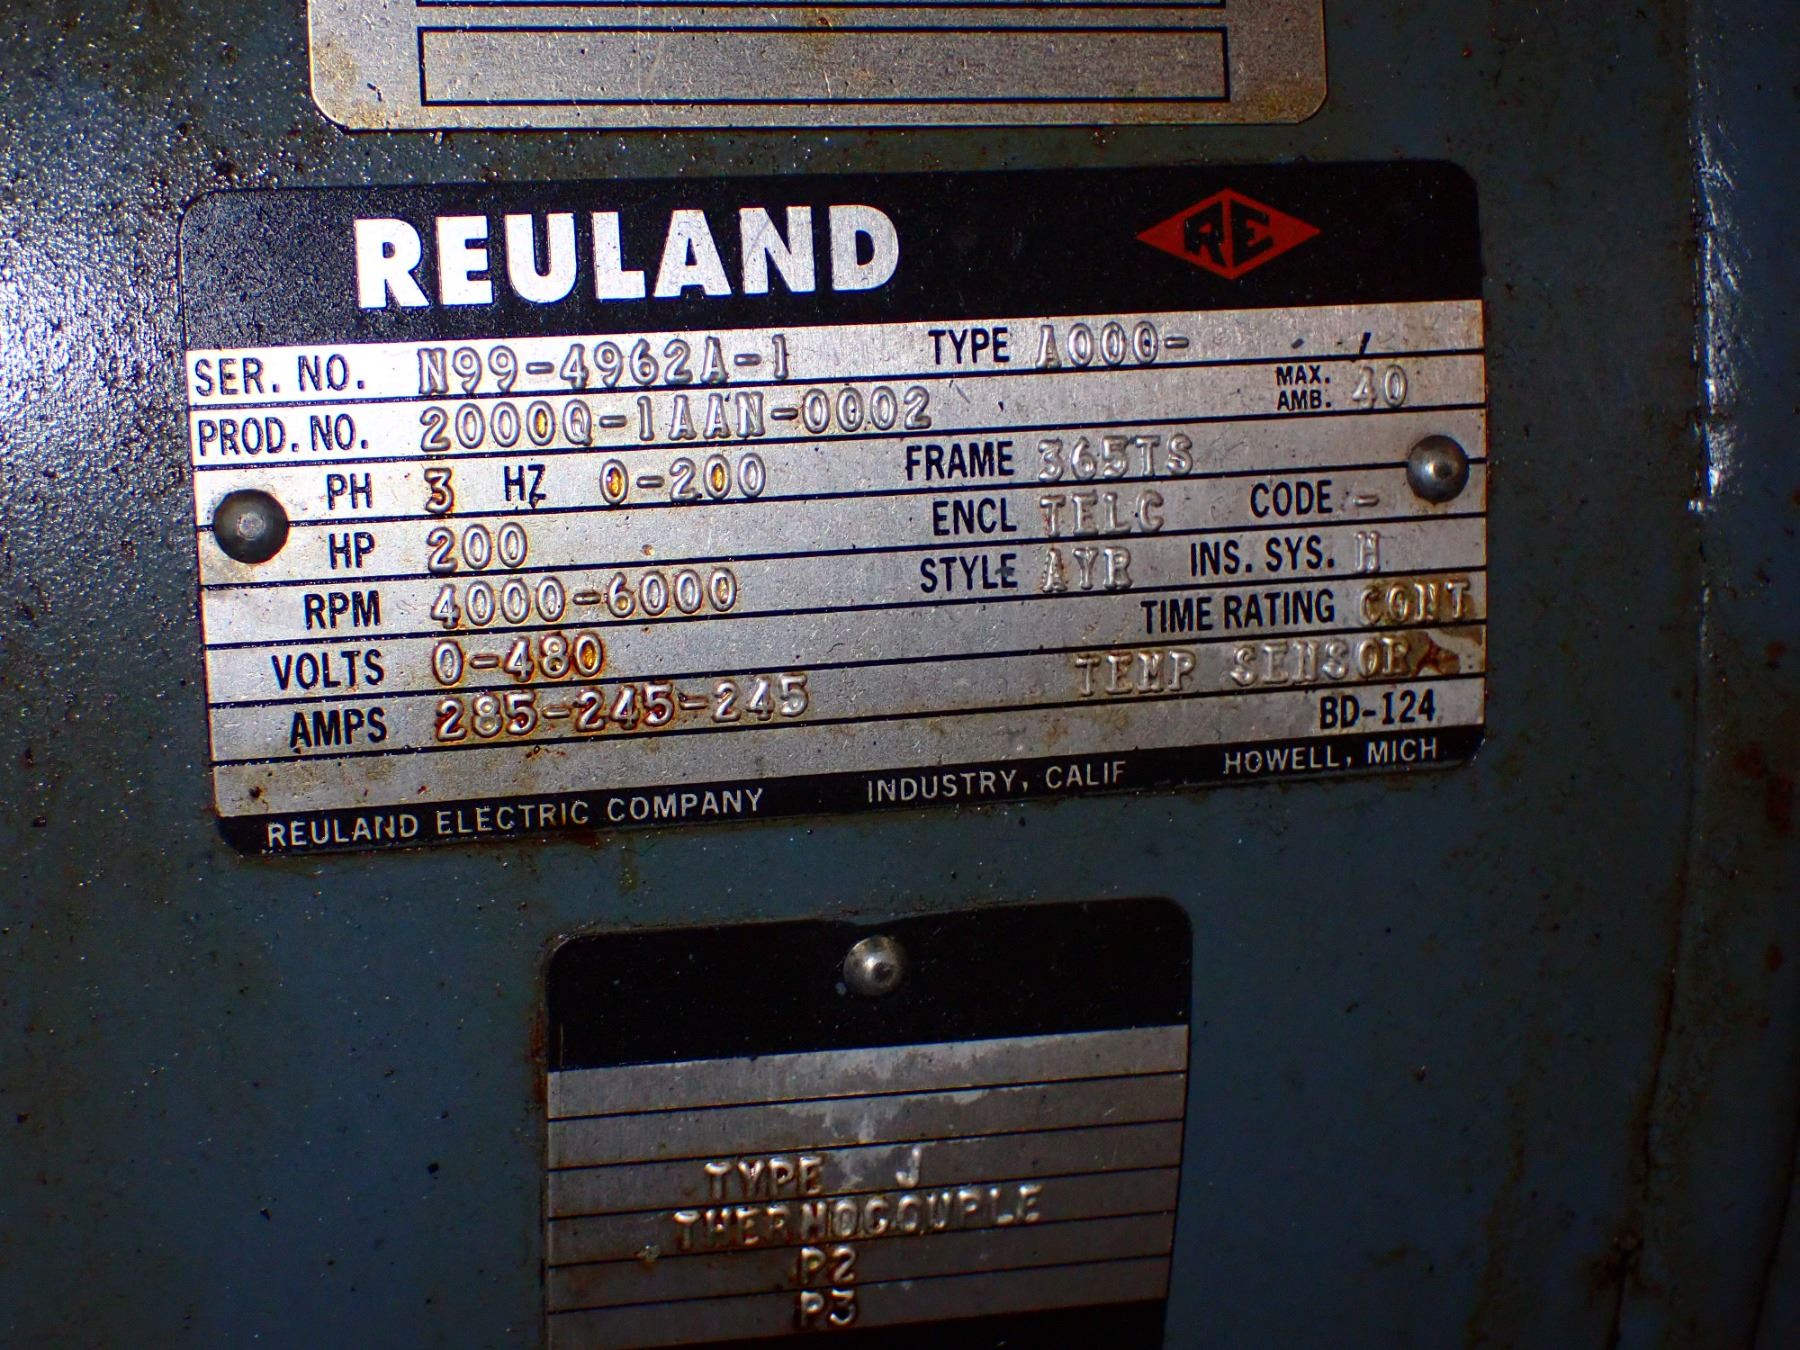 REULAND RE
SER. NO. N99-4962A-1 TYPE A000-
PROD. NO. 2000Q-1AAN-0002 MAX. AMB. 40
PH 3 HZ 0-200 FRAME 365TS
HP 200 ENCL TELC CODE -
RPM 4000-6000 STYLE AYR INS. SYS. H
VOLTS 0-480 TIME RATING CONT
AMPS 285-245-245 TEMP SENSOR
BD-124
REULAND ELECTRIC COMPANY INDUSTRY, CALIF HOWELL, MICH
TYPE J
THERMOCOUPLE
P2
P3